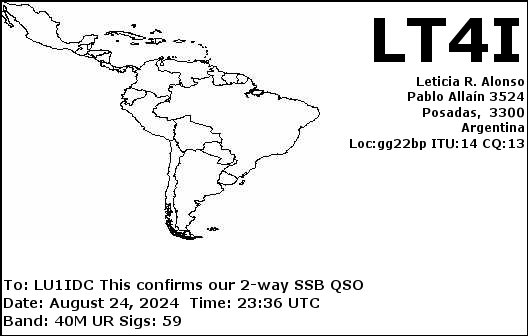 LT4I
Leticia R. Alonso
Pablo Allaín 3524
Posadas, 3300
Argentina
Loc:gg22bp ITU:14 CQ:13
To: LU1IDC This confirms our 2-way SSB QSO
Date: August 24, 2024 Time: 23:36 UTC
Band: 40M UR Sigs: 59